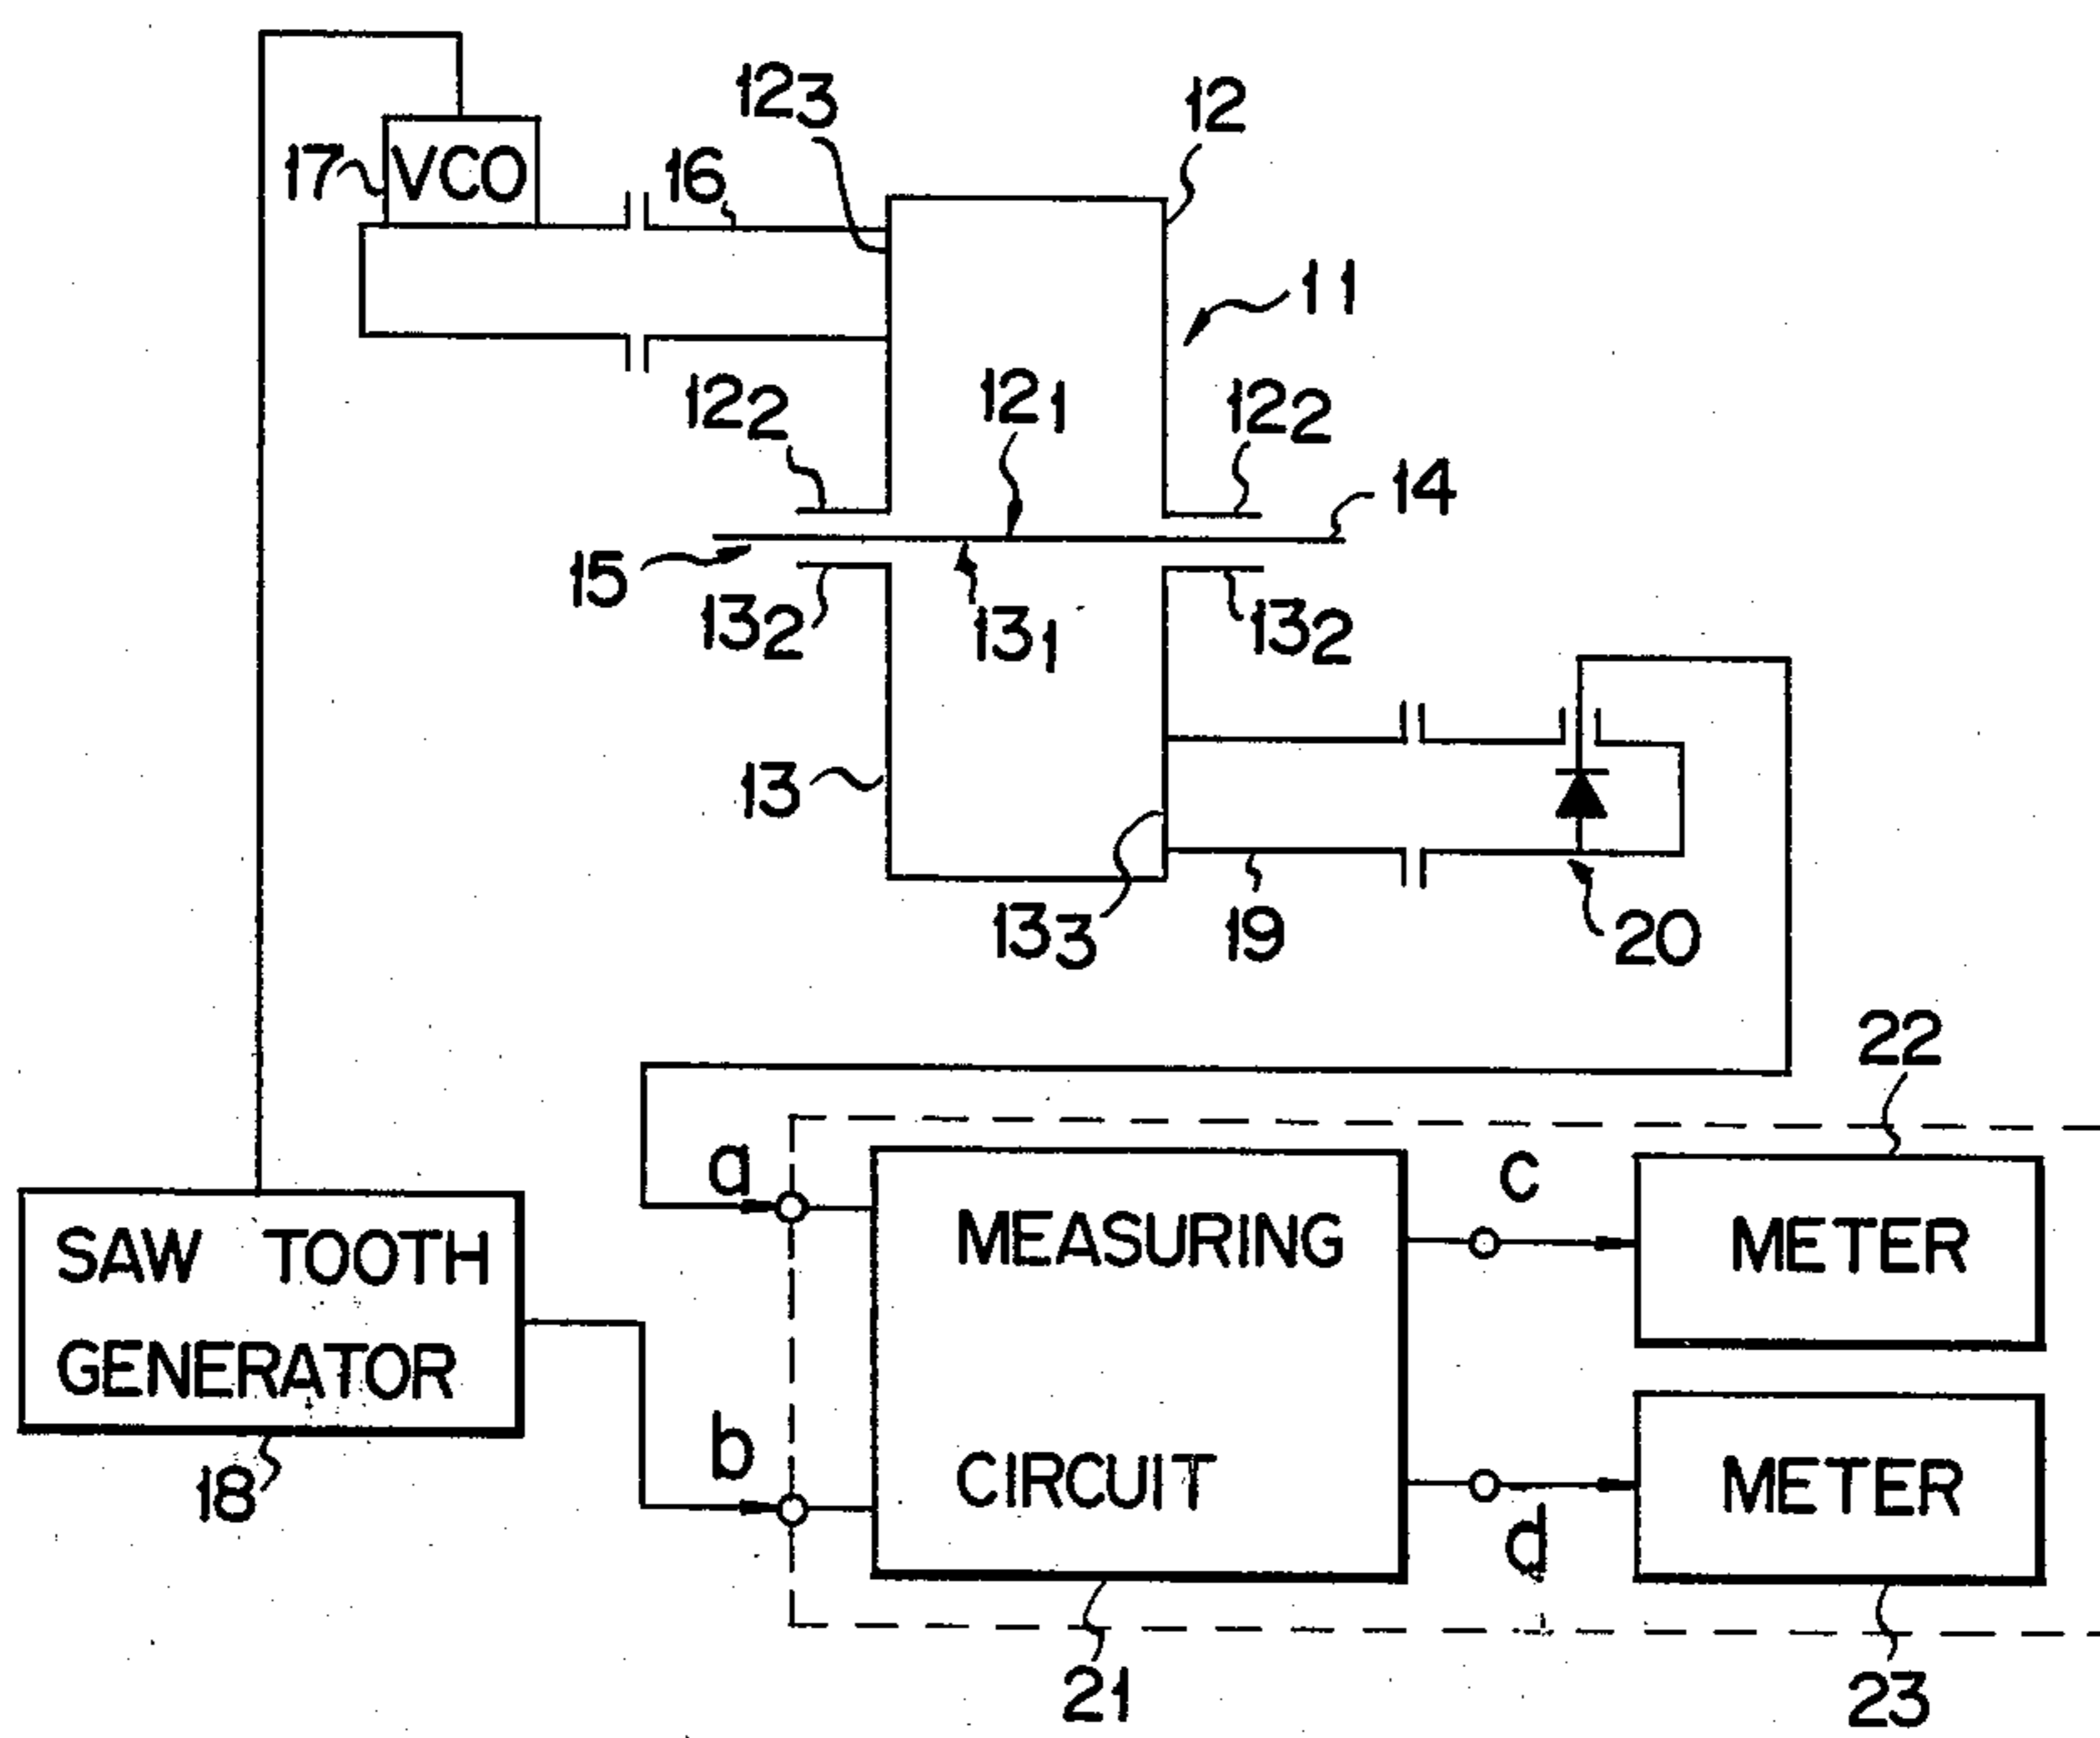 12₃
12
17
VCO
16
11
12₂
12₁
12₂
14
15
13₂
13₁
13₂
13
13₃
19
20
22
a
c
SAW TOOTH
GENERATOR
MEASURING
CIRCUIT
METER
b
METER
18
d
21
23